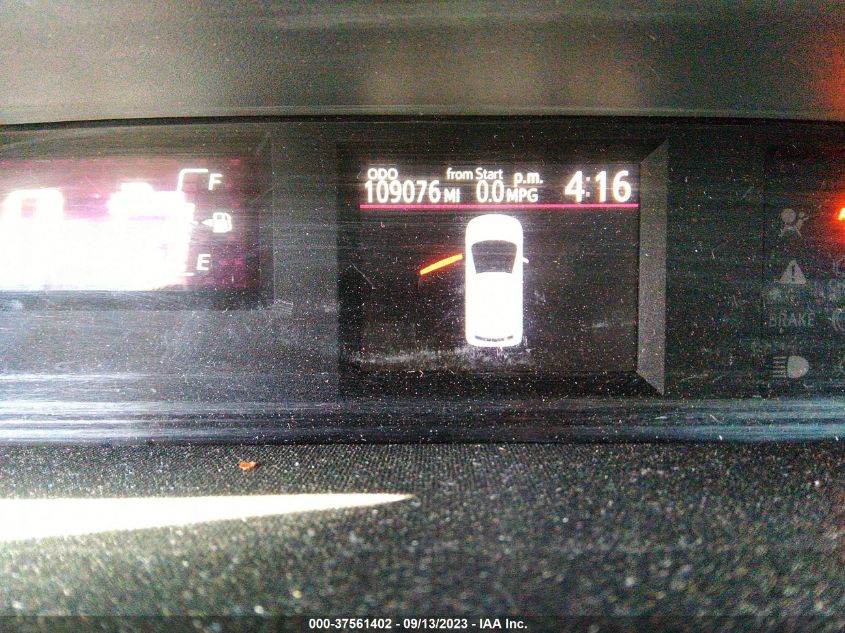 F
E
ODO from Start p.m.
109076 MI 0.0 MPG 4:16
BRAKE
000-37561402 - 09/13/2023 - IAA Inc.